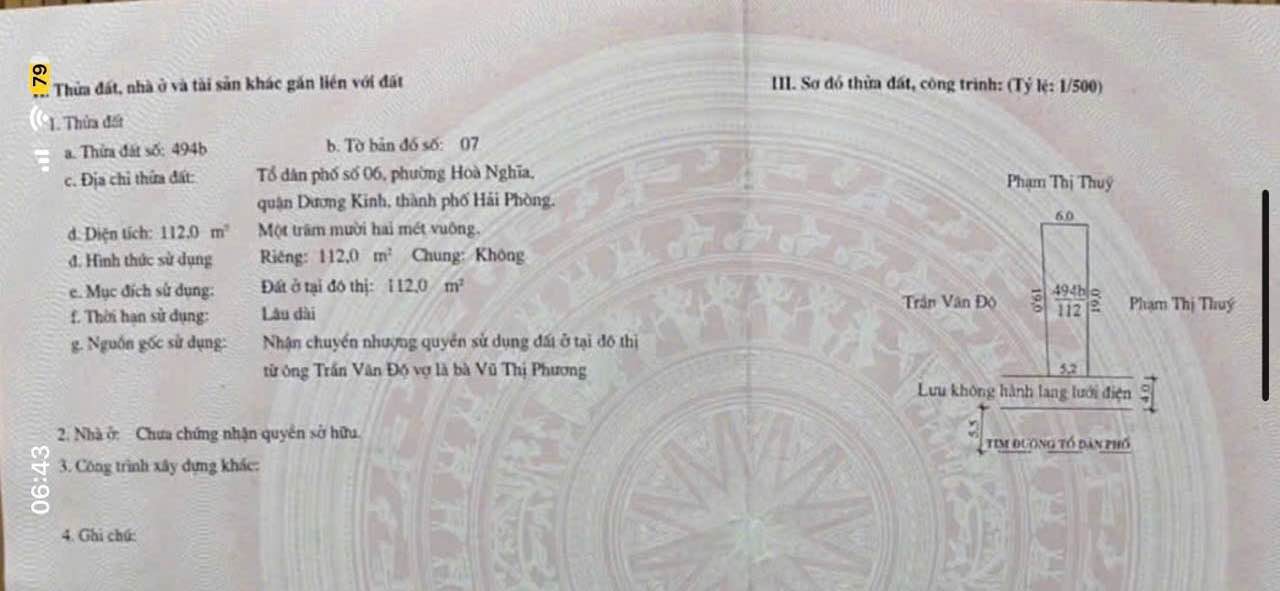 79
Thửa đất, nhà ở và tài sản khác gắn liền với đất
1. Thửa đất
a. Thửa đất số: 494b b. Tờ bản đồ số: 07
c. Địa chỉ thửa đất: Tổ dân phố số 06, phường Hoà Nghĩa,
quận Dương Kinh, thành phố Hải Phòng.
d. Diện tích: 112,0 m² Một trăm mười hai mét vuông.
đ. Hình thức sử dụng Riêng: 112,0 m² Chung: Không
e. Mục đích sử dụng: Đất ở tại đô thị: 112,0 m²
f. Thời hạn sử dụng: Lâu dài
g. Nguồn gốc sử dụng: Nhận chuyển nhượng quyền sử dụng đất ở tại đô thị
từ ông Trần Văn Độ vợ là bà Vũ Thị Phương
2. Nhà ở: Chưa chứng nhận quyền sở hữu.
3. Công trình xây dựng khác:
4. Ghi chú:
06:43
III. Sơ đồ thửa đất, công trình: (Tỷ lệ: 1/500)
Phạm Thị Thuỷ
6.0
Trần Văn Độ 19.0 494b 19.0 Phạm Thị Thuỷ
112
5,2
Lưu không hành lang lưới điện 4.0
5.5
TIM ĐƯỜNG TỔ DÂN PHỐ